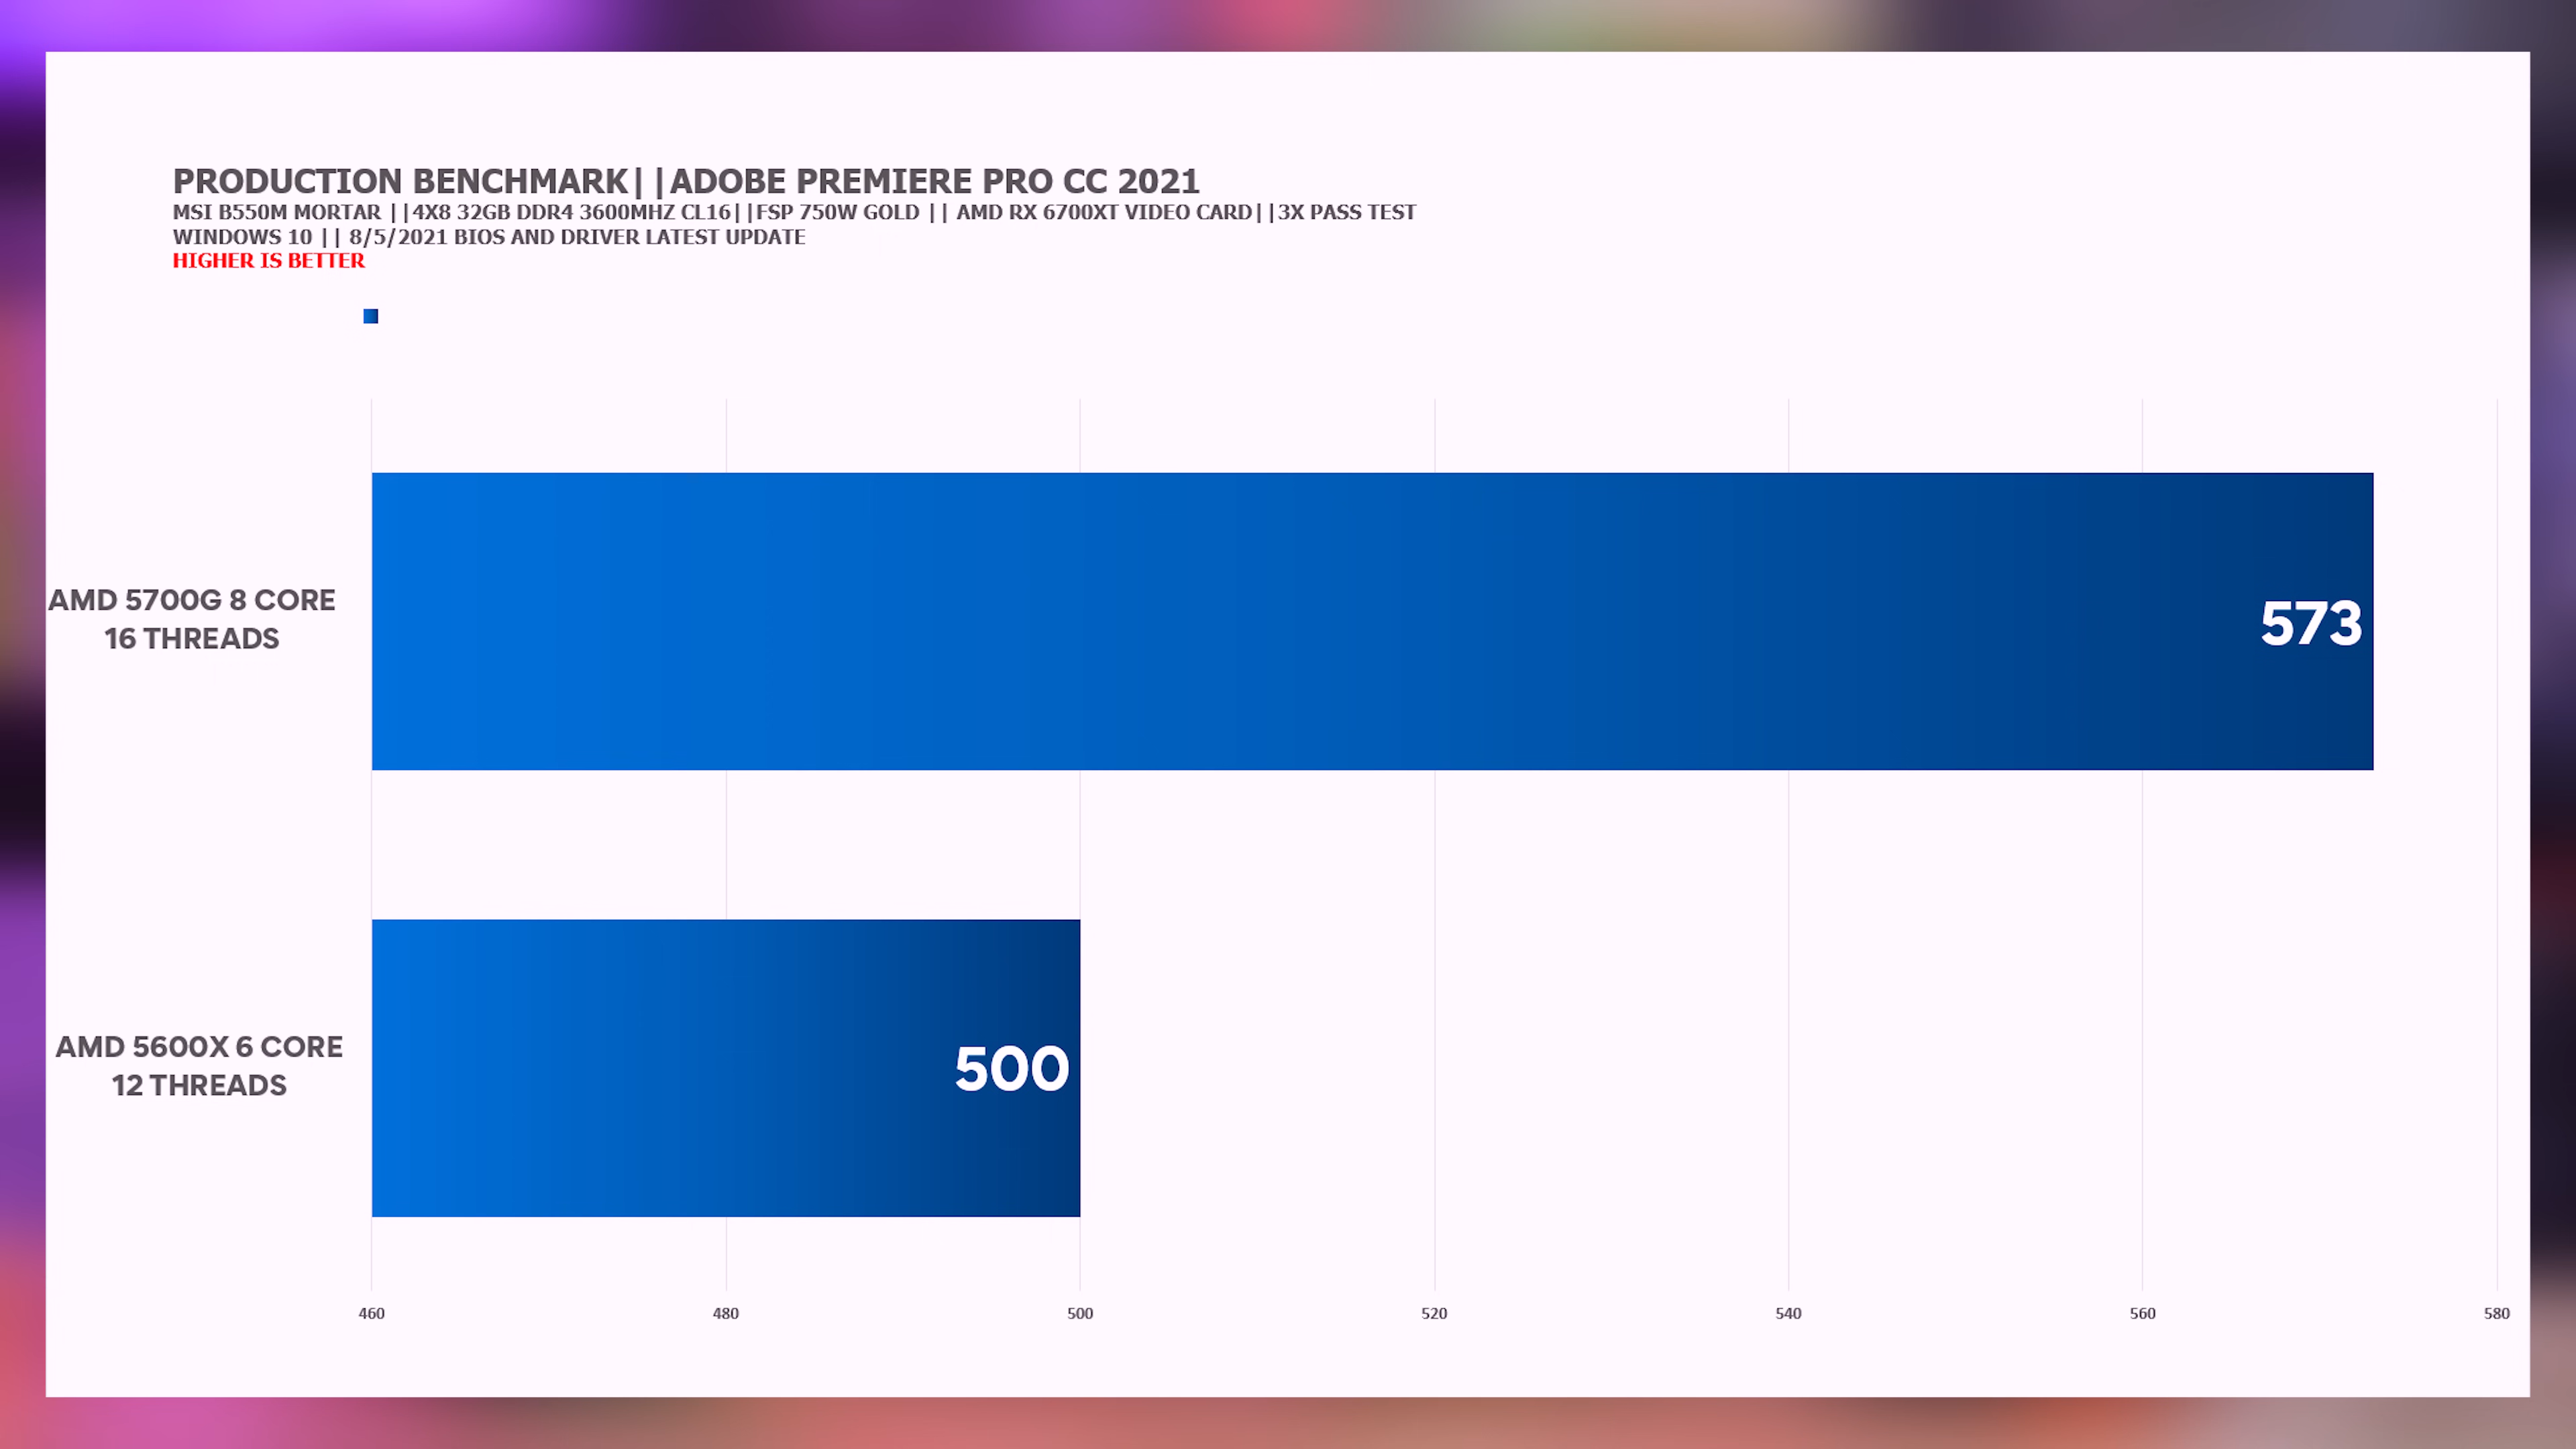 PRODUCTION BENCHMARK||ADOBE PREMIERE PRO CC 2021
MSI B550M MORTAR ||4X8 32GB DDR4 3600MHZ CL16||FSP 750W GOLD || AMD RX 6700XT VIDEO CARD||3X PASS TEST
WINDOWS 10 || 8/5/2021 BIOS AND DRIVER LATEST UPDATE
HIGHER IS BETTER
AMD 5700G 8 CORE
16 THREADS
573
AMD 5600X 6 CORE
12 THREADS
500
460 480 500 520 540 560 580